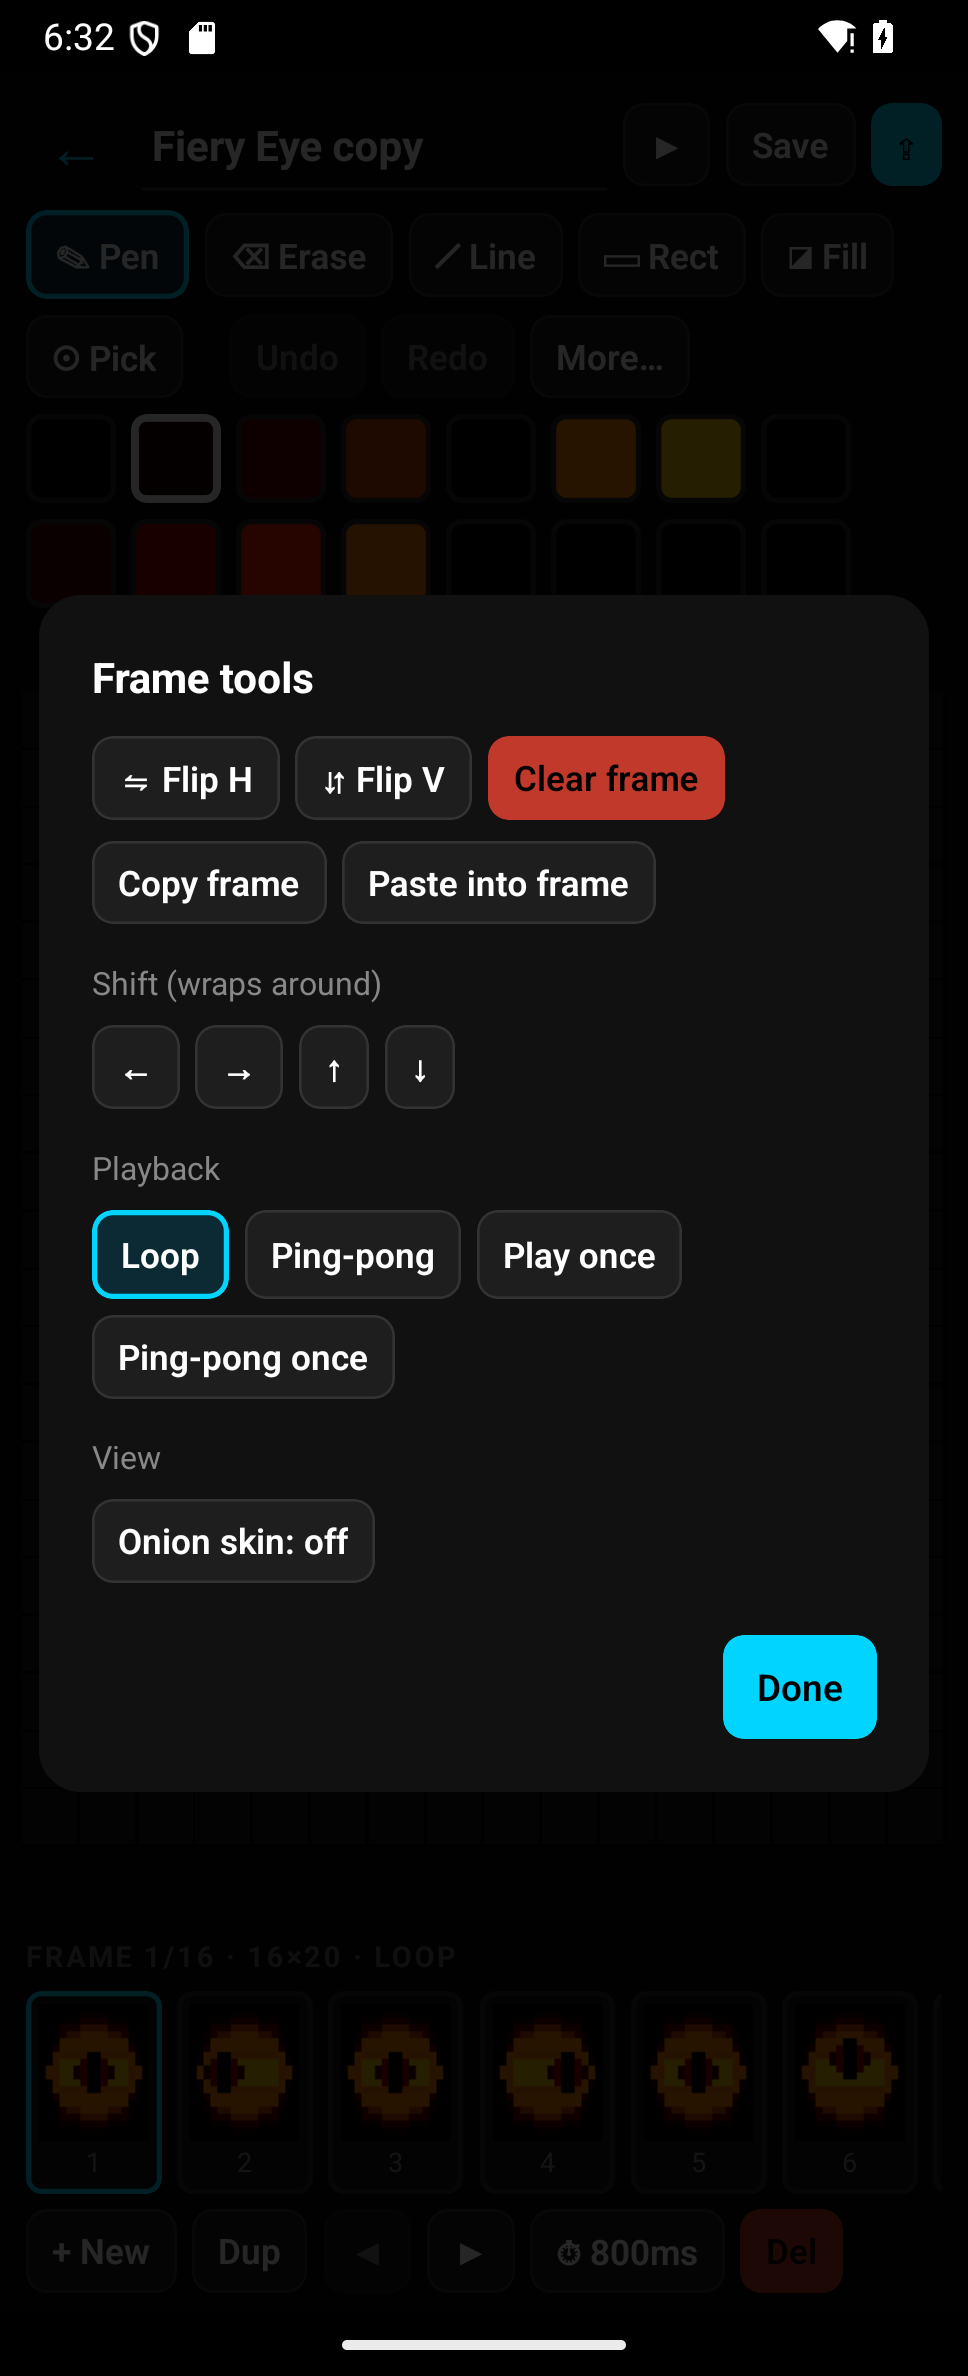 6:32
← Fiery Eye copy ▶ Save ⇪
✎ Pen ⌫ Erase ╱ Line ▭ Rect ◪ Fill
⊙ Pick Undo Redo More...
Frame tools
⇋ Flip H ⇵ Flip V Clear frame
Copy frame Paste into frame
Shift (wraps around)
← → ↑ ↓
Playback
Loop Ping-pong Play once
Ping-pong once
View
Onion skin: off
Done
FRAME 1/16 · 16×20 · LOOP
1 2 3 4 5 6
+ New Dup ◀ ▶ ⏱ 800ms Del